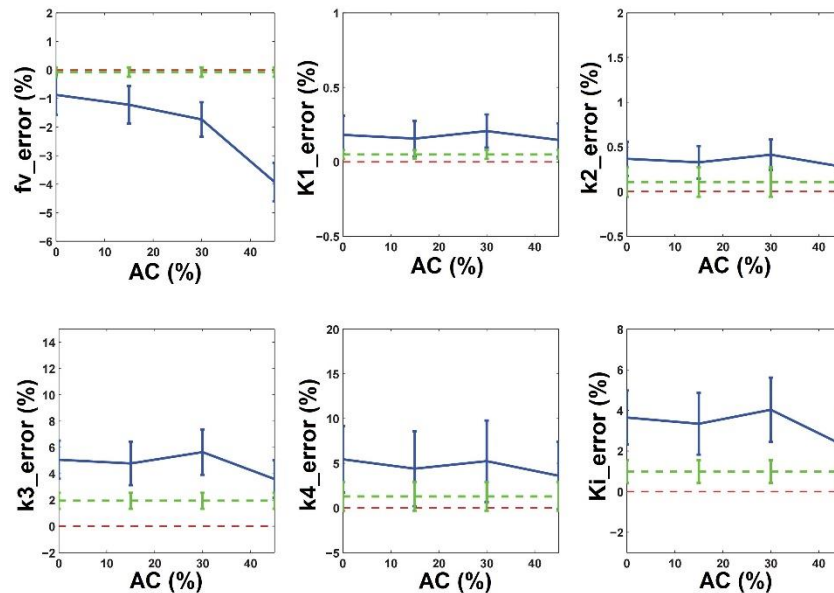 fv_error (%)
2
1
0
−1
−2
−3
−4
−5
−6
0 10 20 30 40
AC (%)
K1_error (%)
1
0.5
0
−0.5
0 10 20 30 40
AC (%)
k2_error (%)
2
1.5
1
0.5
0
−0.5
0 10 20 30 40
AC (%)
k3_error (%)
14
12
10
8
6
4
2
0
−2
0 10 20 30 40
AC (%)
k4_error (%)
20
15
10
5
0
−5
0 10 20 30 40
AC (%)
Ki_error (%)
8
6
4
2
0
−2
0 10 20 30 40
AC (%)